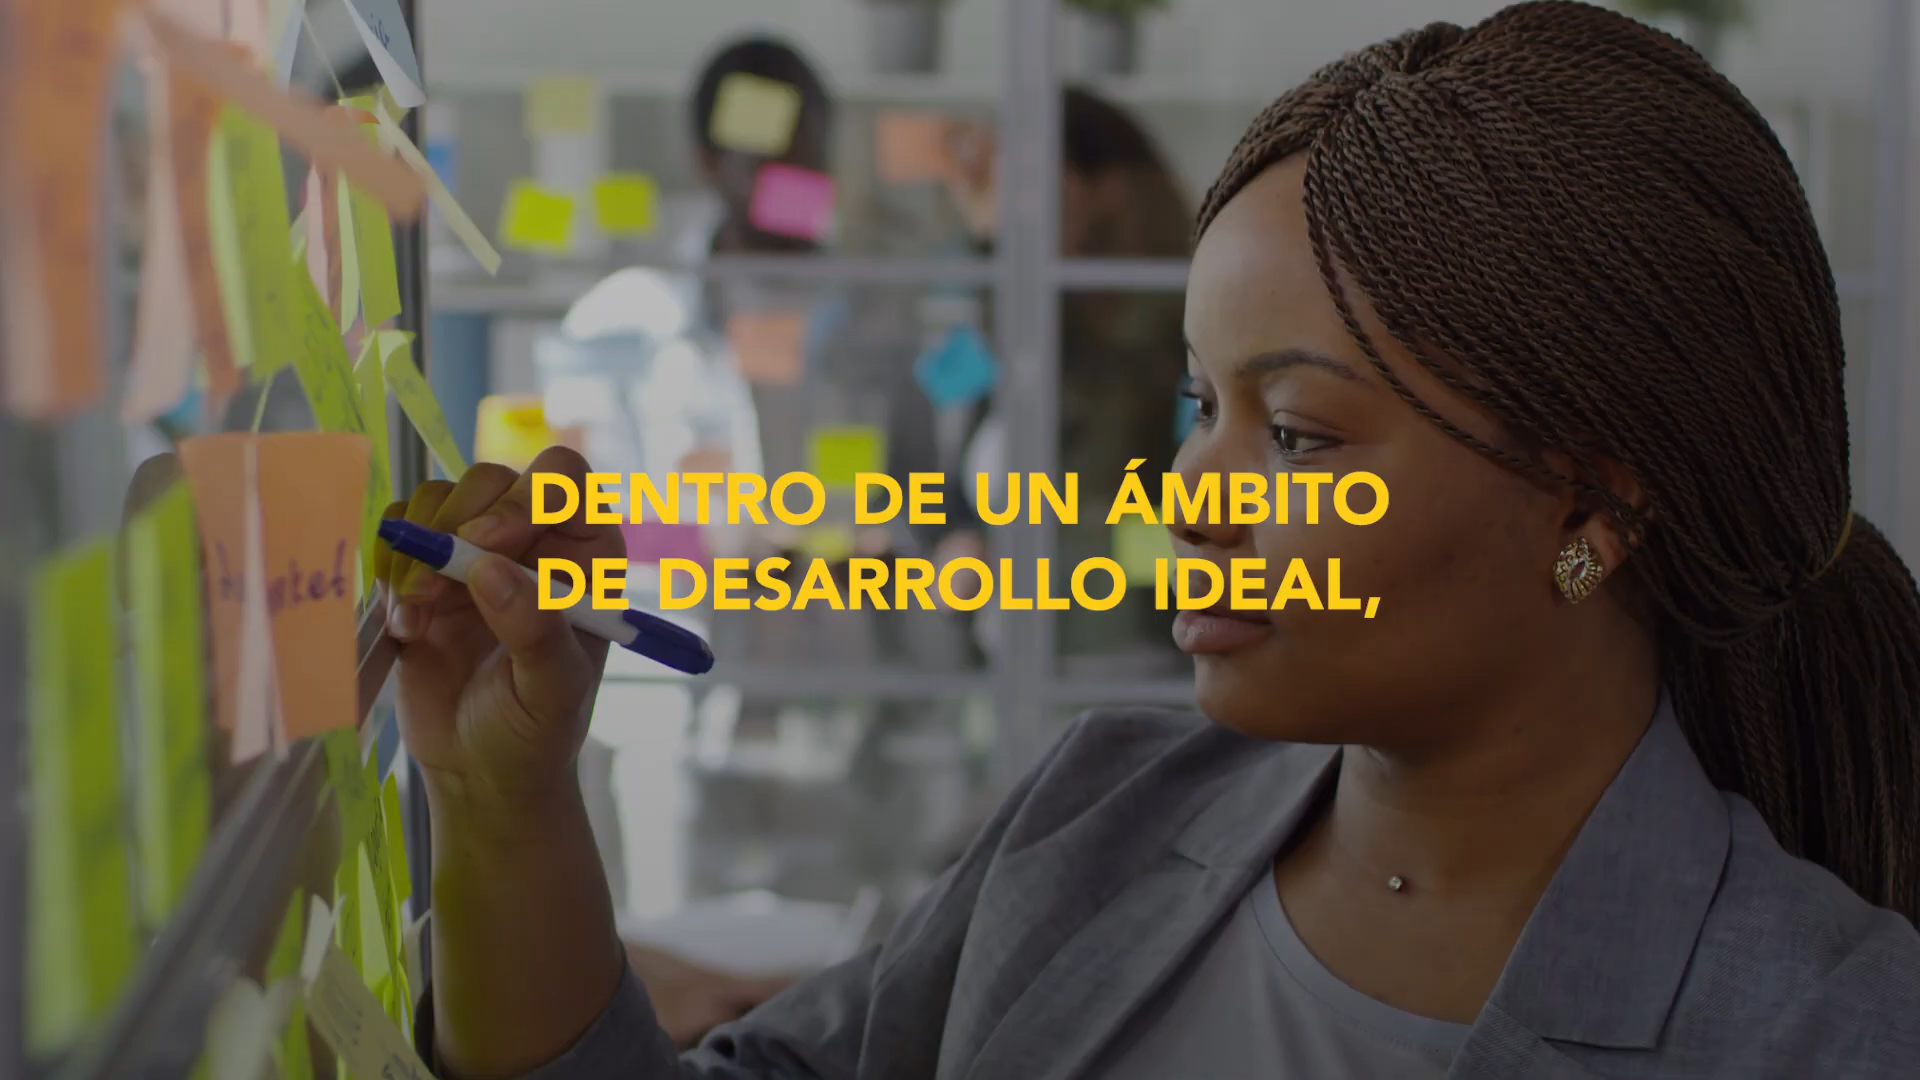 DENTRO DE UN ÁMBITO
DE DESARROLLO IDEAL,